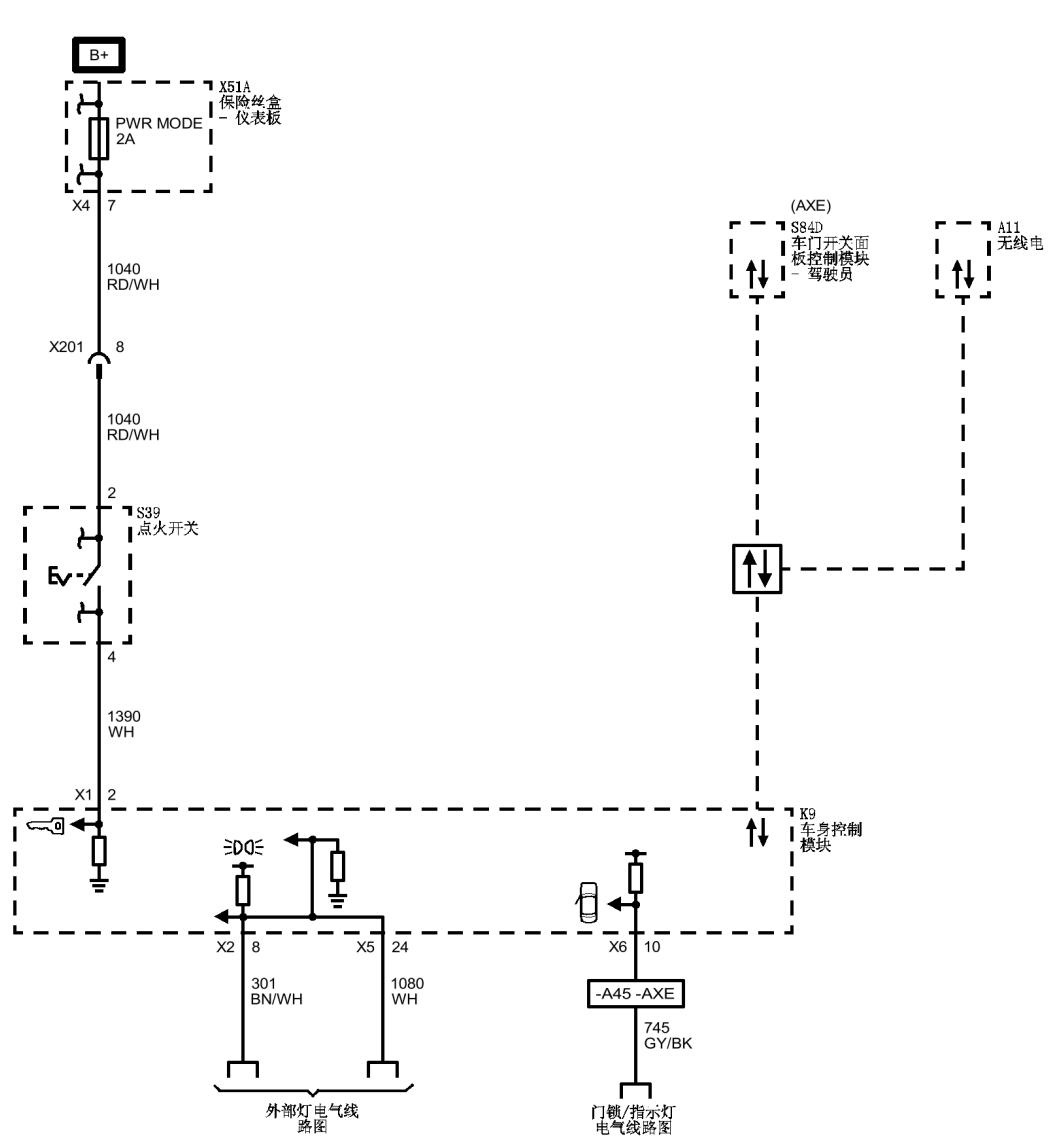 B+
X51A
保险丝盒
- 仪表板
PWR MODE
2A
X4 7
1040
RD/WH
X201 8
1040
RD/WH
2
S39
点火开关
4
1390
WH
X1 2
(AXE)
S84D
车门开关面
板控制模块
- 驾驶员
A11
无线电
K9
车身控制
模块
X2 8
X5 24
X6 10
301
BN/WH
1080
WH
-A45 -AXE
745
GY/BK
外部灯电气线
路图
门锁/指示灯
电气线路图